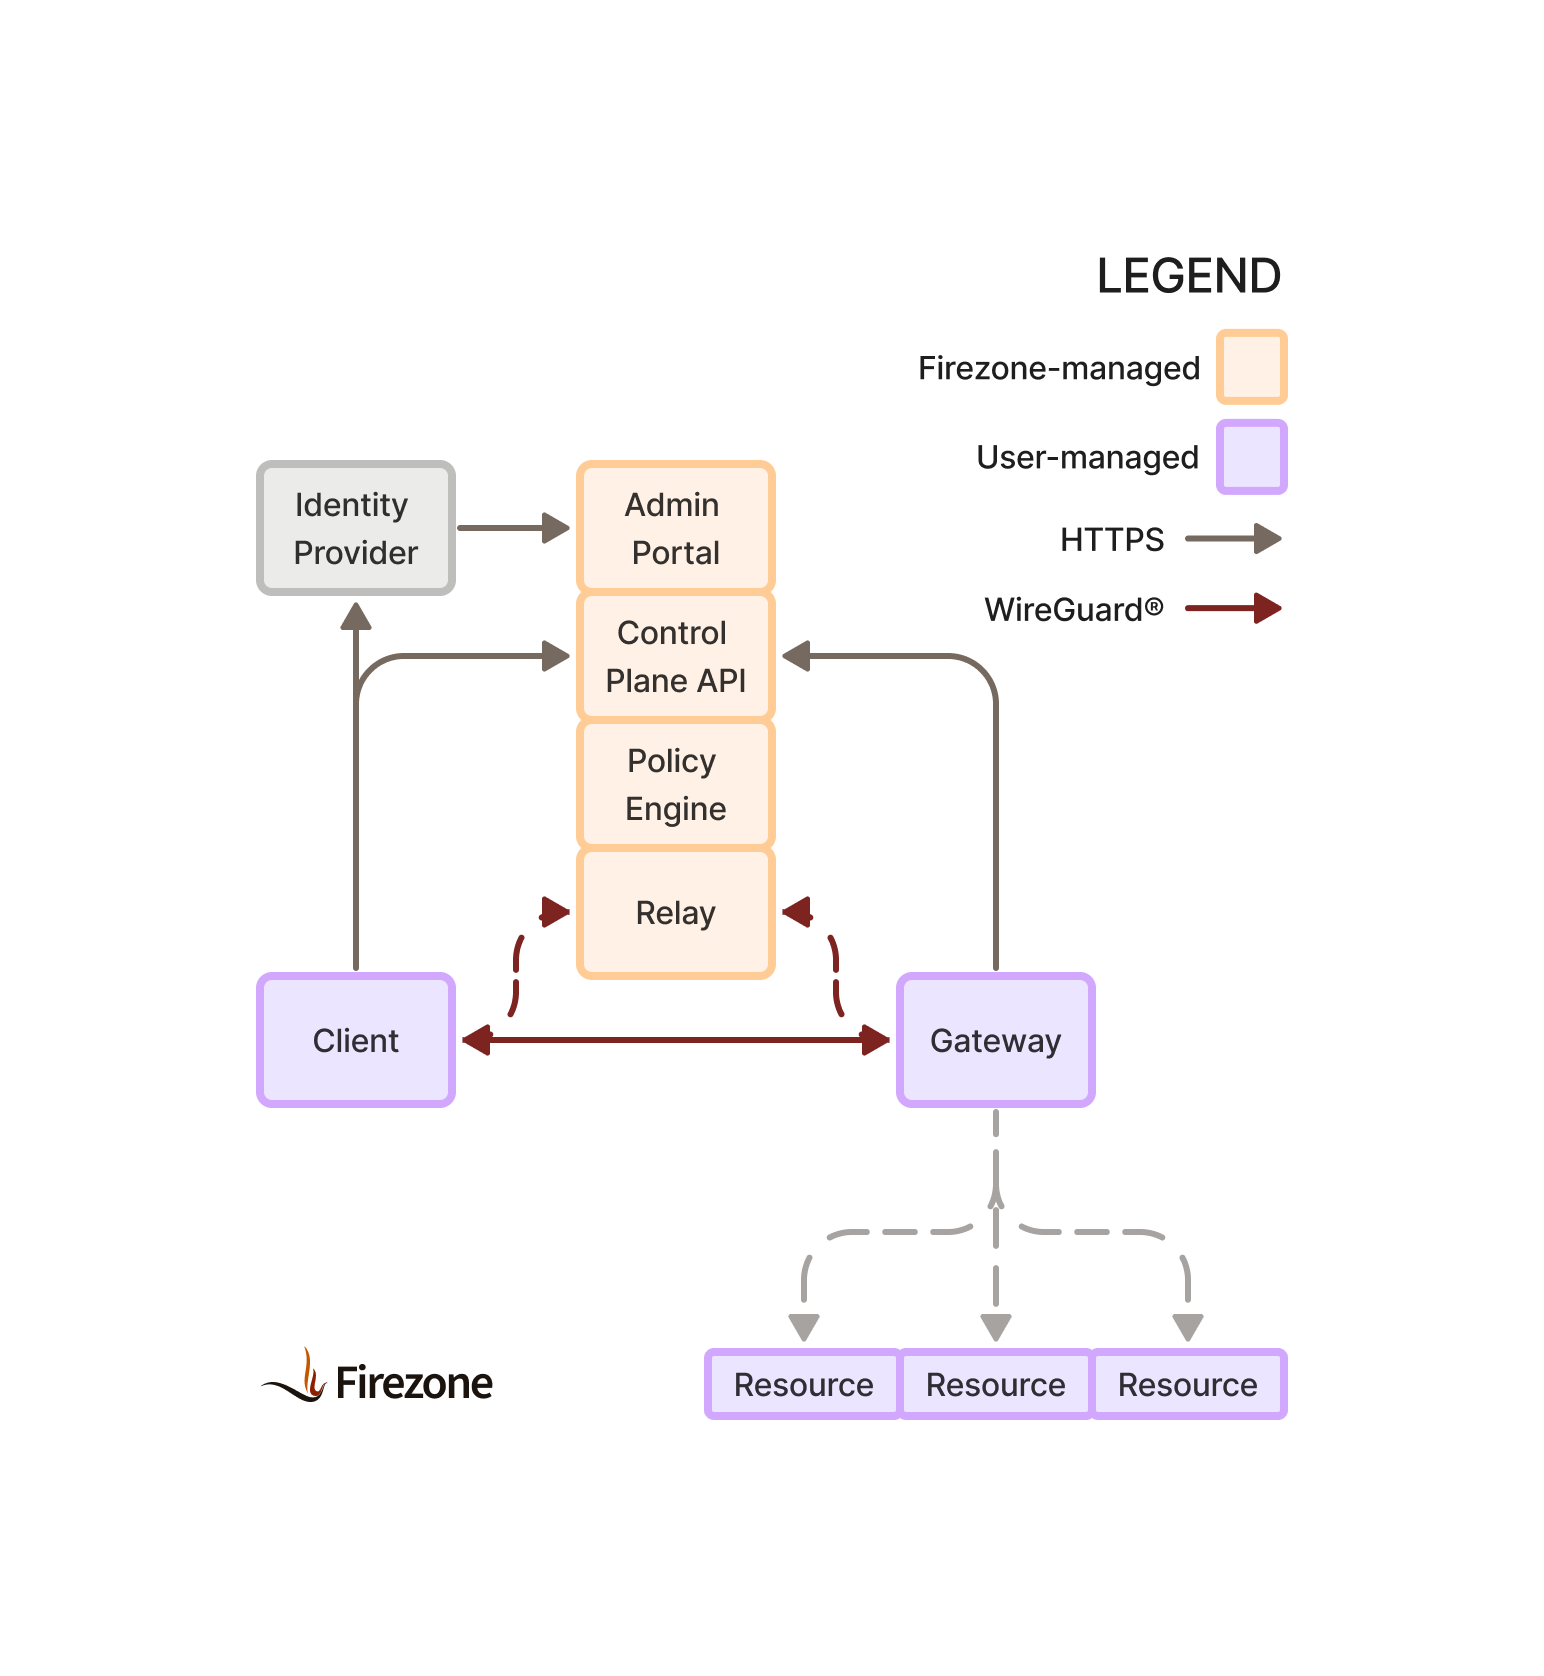 LEGEND
Firezone-managed
User-managed
HTTPS
WireGuard®
Identity
Provider
Admin
Portal
Control
Plane API
Policy
Engine
Relay
Client
Gateway
Resource
Resource
Resource
Firezone